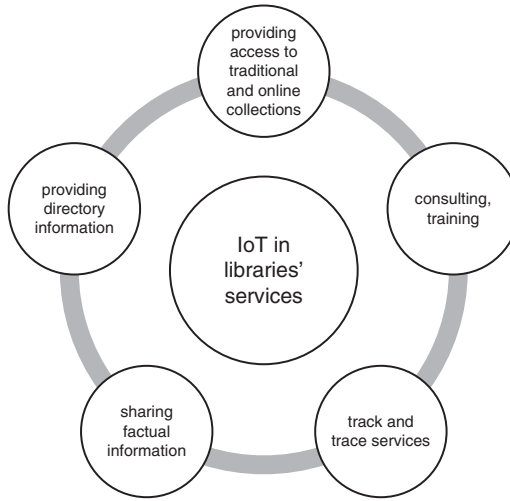 providing
access to
traditional
and online
collections
providing
directory
information
consulting,
training
IoT in
libraries’
services
sharing
factual
information
track and
trace services